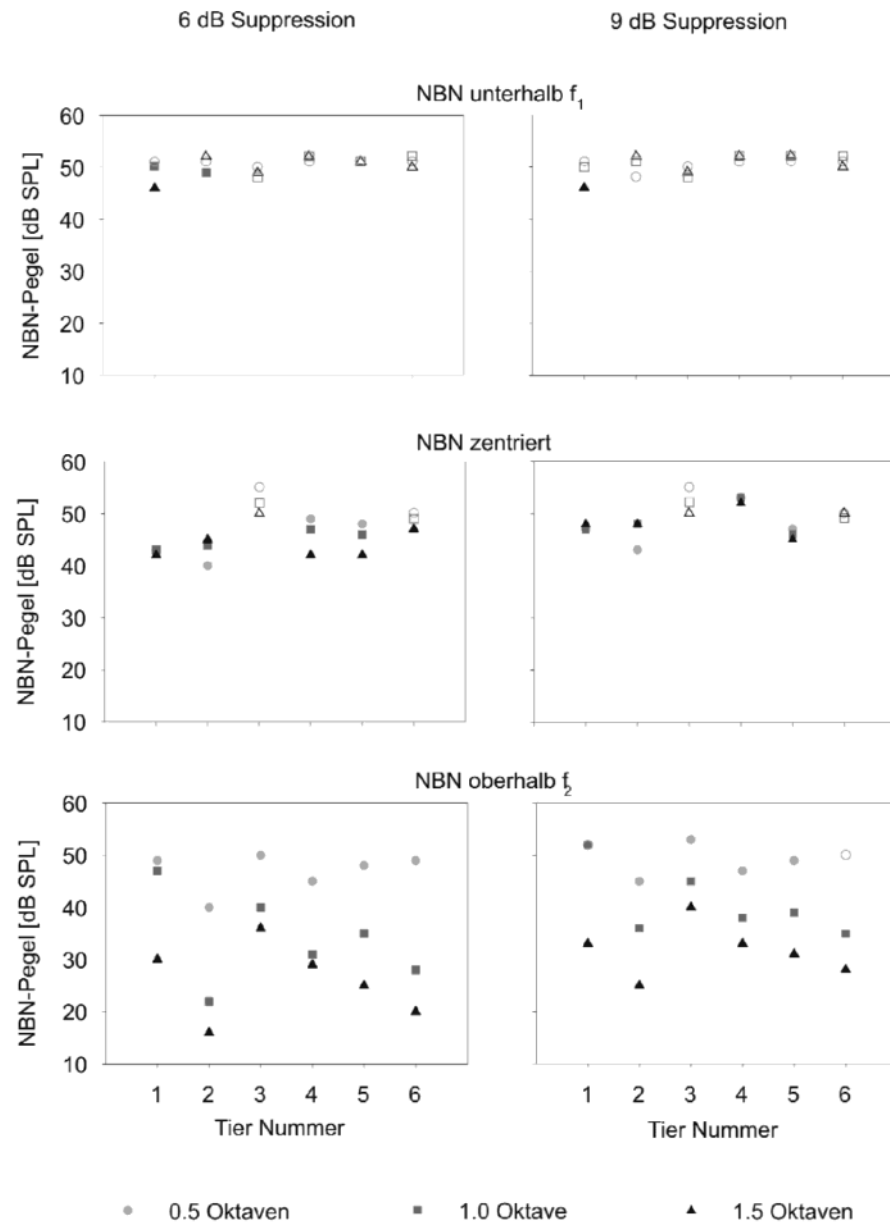 6 dB Suppression 9 dB Suppression
NBN unterhalb f1
60
50
40
30
20
10
NBN-Pegel [dB SPL]
NBN zentriert
60
50
40
30
20
10
NBN-Pegel [dB SPL]
NBN oberhalb f2
60
50
40
30
20
10
NBN-Pegel [dB SPL]
1 2 3 4 5 6 1 2 3 4 5 6
Tier Nummer Tier Nummer
0.5 Oktaven 1.0 Oktave 1.5 Oktaven